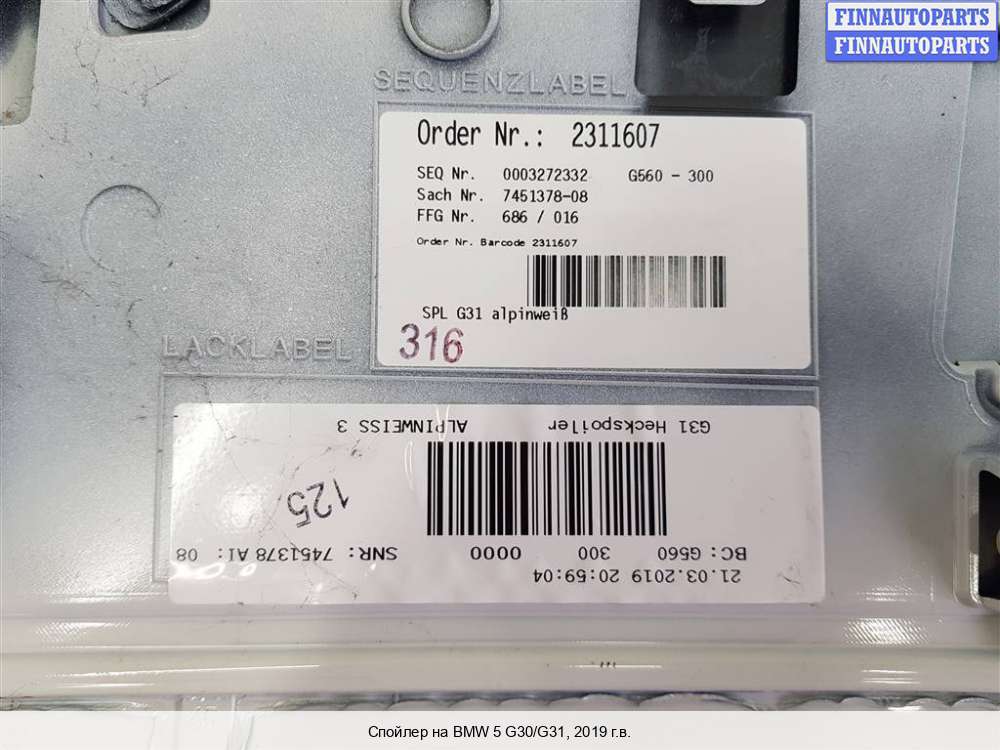 FINNAUTOPARTS
FINNAUTOPARTS
SEQUENZLABEL
Order Nr.: 2311607
SEQ Nr. 0003272332 G560 - 300
Sach Nr. 7451378-08
FFG Nr. 686 / 016
Order Nr. Barcode 2311607
SPL G31 alpinweiß
316
LACKLABEL
21.03.2019 20:59:04
BC: G560 300 0000 SNR: 7451378 AI: 08
125
G31 Heckspoiler ALPINWEISS 3
Спойлер на BMW 5 G30/G31, 2019 г.в.